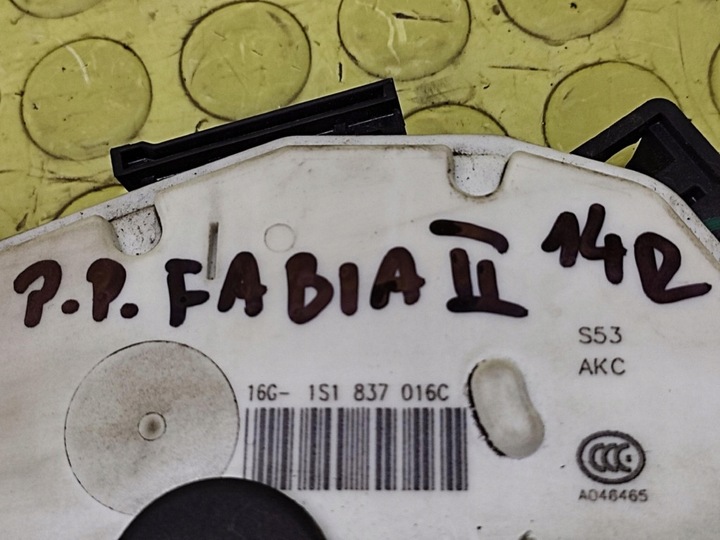 P.P. FABIA II 14R
S53
AKC
16G- 1S1 837 016C
CCC
A046465